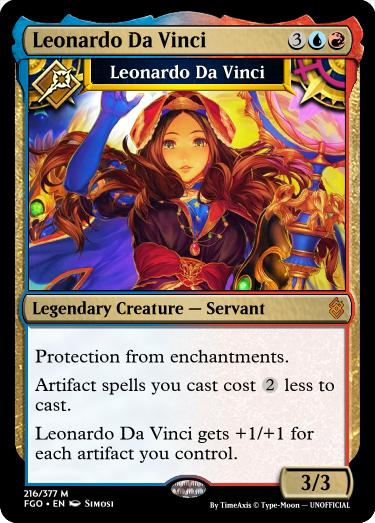 Leonardo Da Vinci 3
Leonardo Da Vinci
Legendary Creature — Servant
Protection from enchantments.
Artifact spells you cast cost 2 less to
cast.
Leonardo Da Vinci gets +1/+1 for
each artifact you control.
3/3
216/377 M
FGO • EN Simosi
By TimeAxis © Type-Moon — UNOFFICIAL